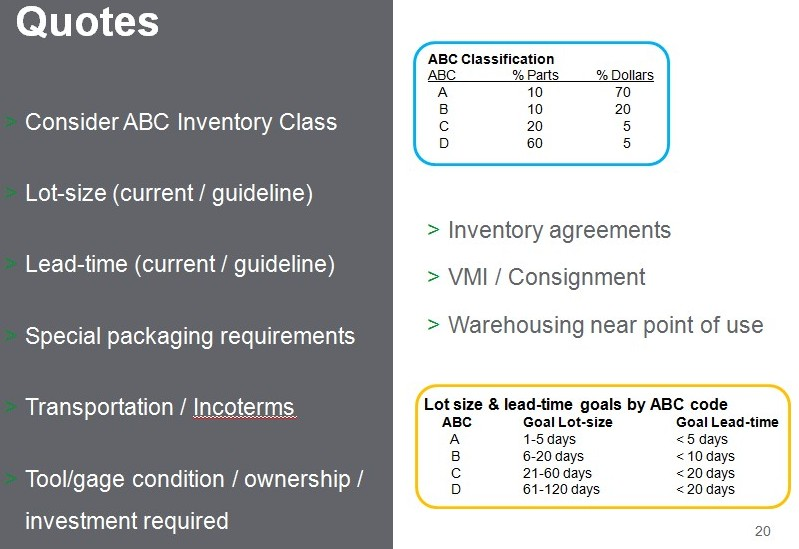 Quotes
> Consider ABC Inventory Class
> Lot-size (current / guideline)
> Lead-time (current / guideline)
> Special packaging requirements
> Transportation / Incoterms
> Tool/gage condition / ownership /
investment required
ABC Classification
ABC % Parts % Dollars
A 10 70
B 10 20
C 20 5
D 60 5
> Inventory agreements
> VMI / Consignment
> Warehousing near point of use
Lot size & lead-time goals by ABC code
ABC Goal Lot-size Goal Lead-time
A 1-5 days < 5 days
B 6-20 days < 10 days
C 21-60 days < 20 days
D 61-120 days < 20 days
20